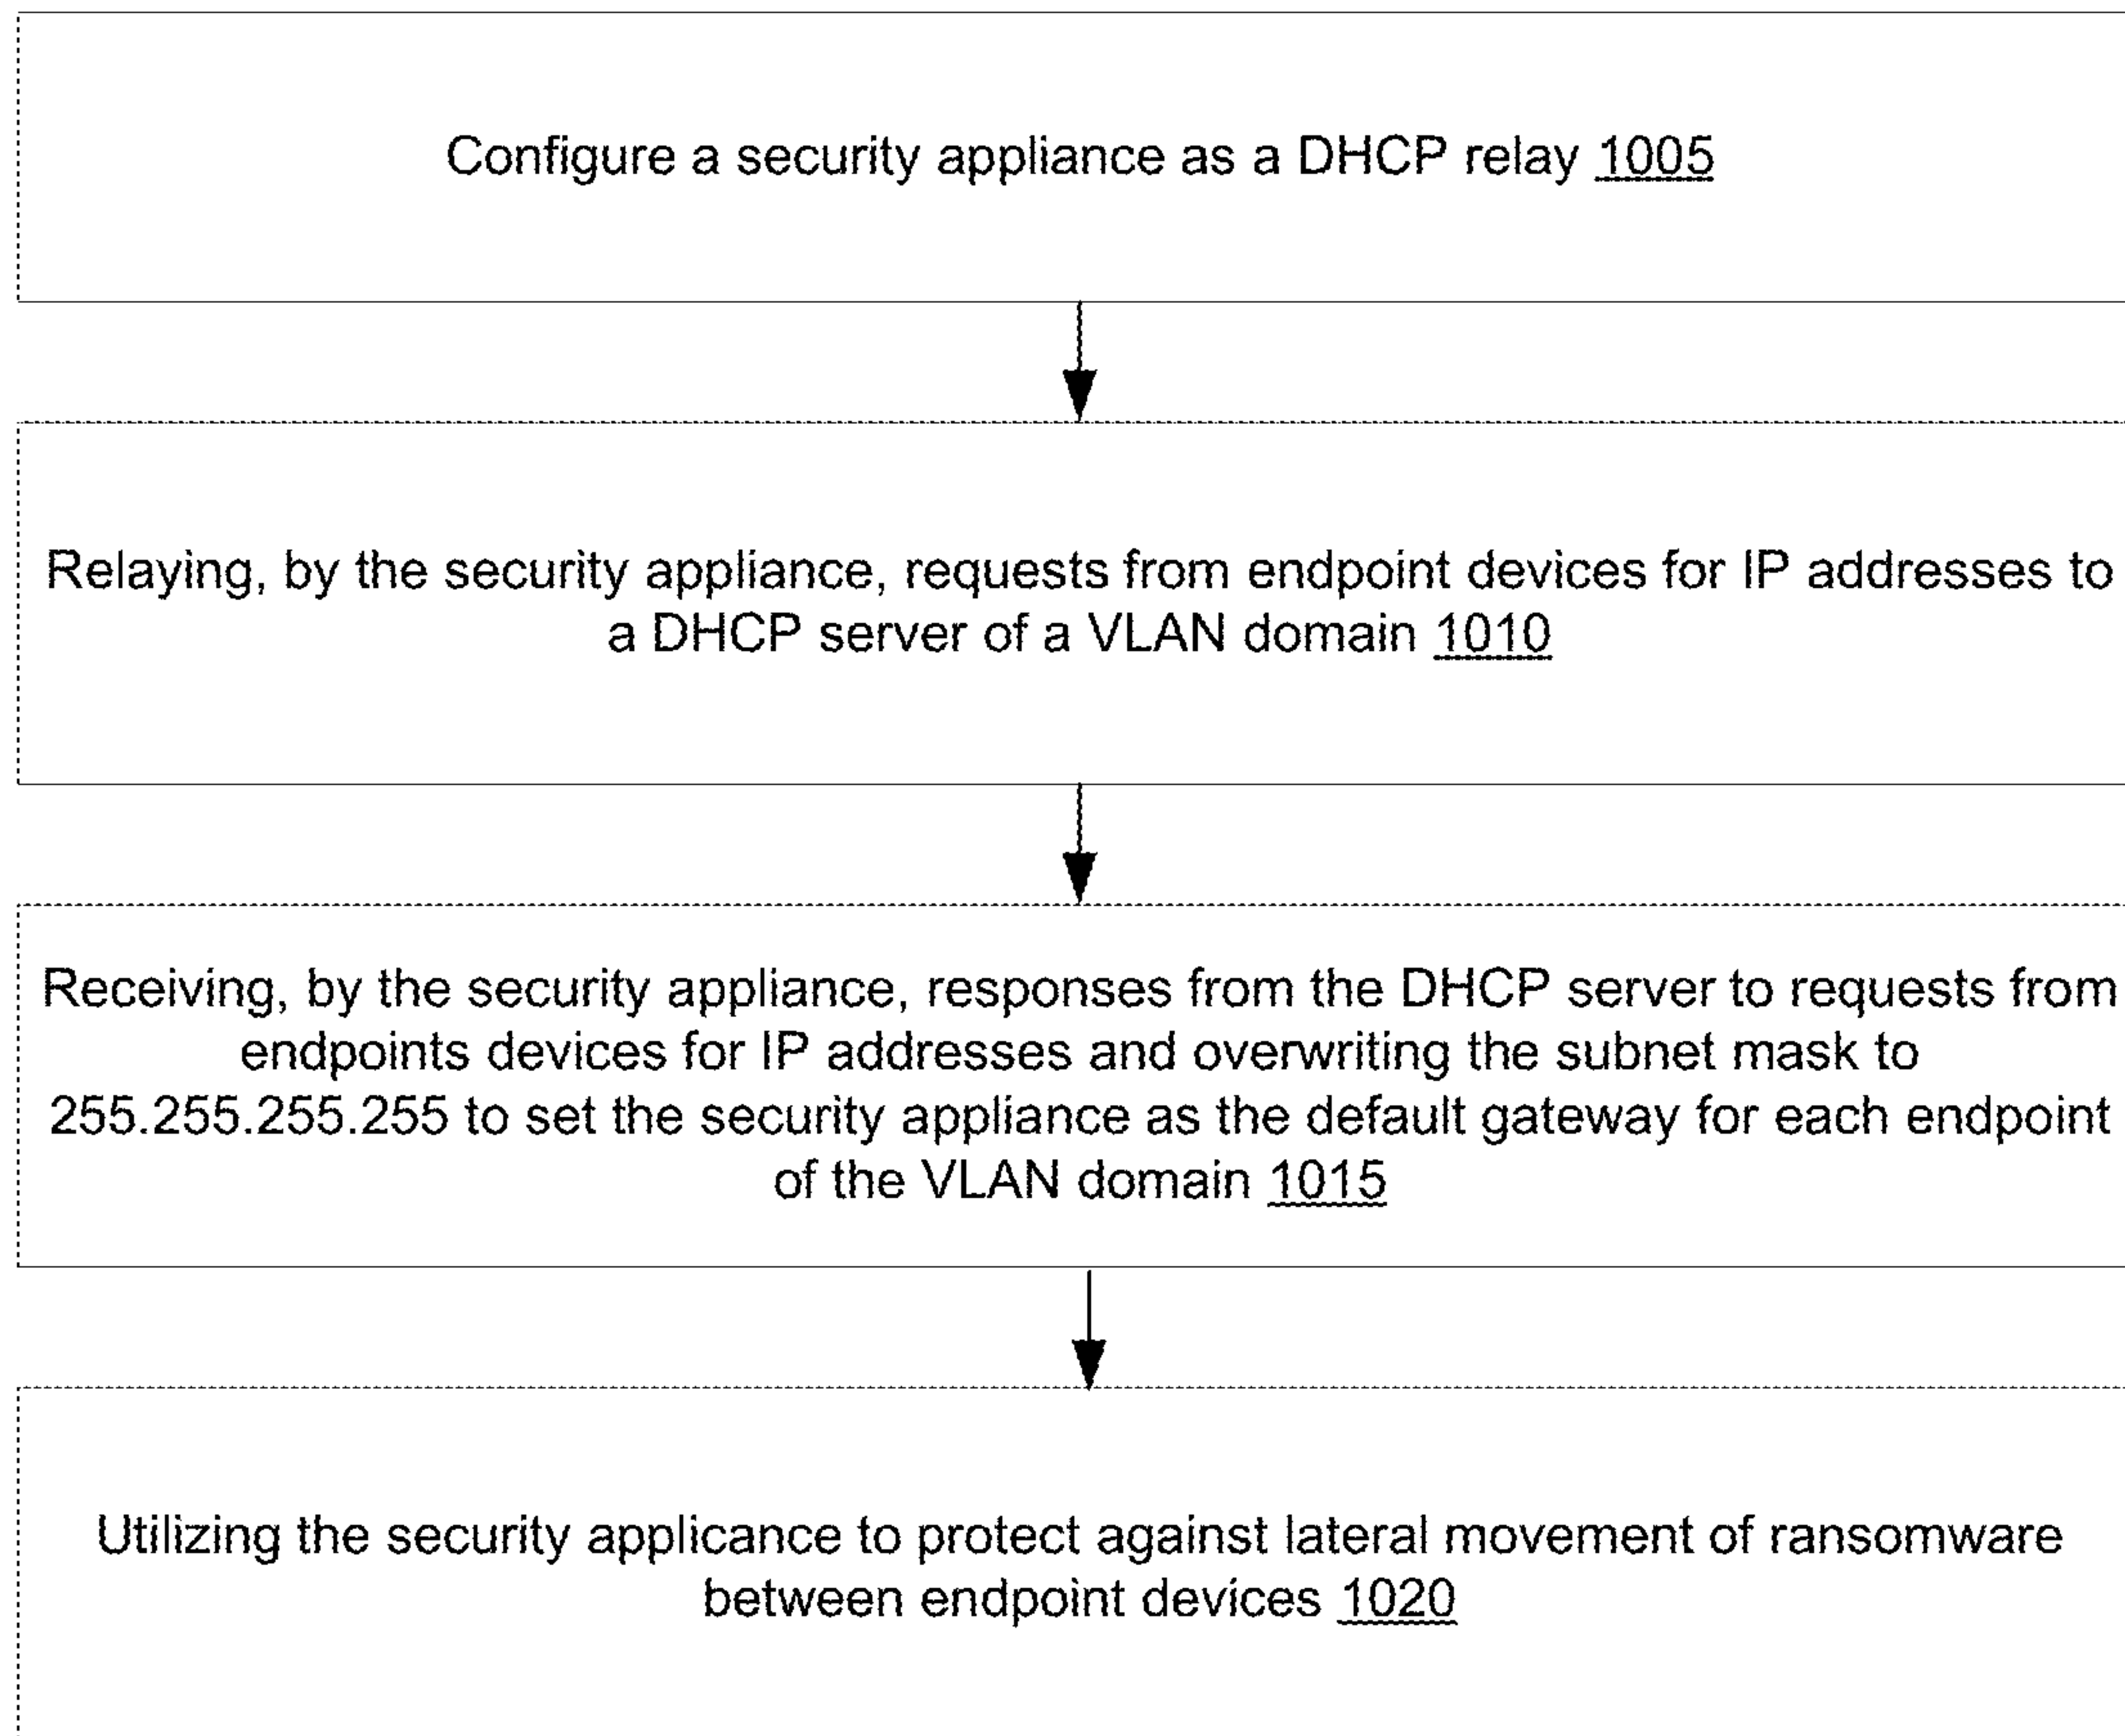 Configure a security appliance as a DHCP relay 1005
Relaying, by the security appliance, requests from endpoint devices for IP addresses to
a DHCP server of a VLAN domain 1010
Receiving, by the security appliance, responses from the DHCP server to requests from
endpoints devices for IP addresses and overwriting the subnet mask to
255.255.255.255 to set the security appliance as the default gateway for each endpoint
of the VLAN domain 1015
Utilizing the security applicance to protect against lateral movement of ransomware
between endpoint devices 1020